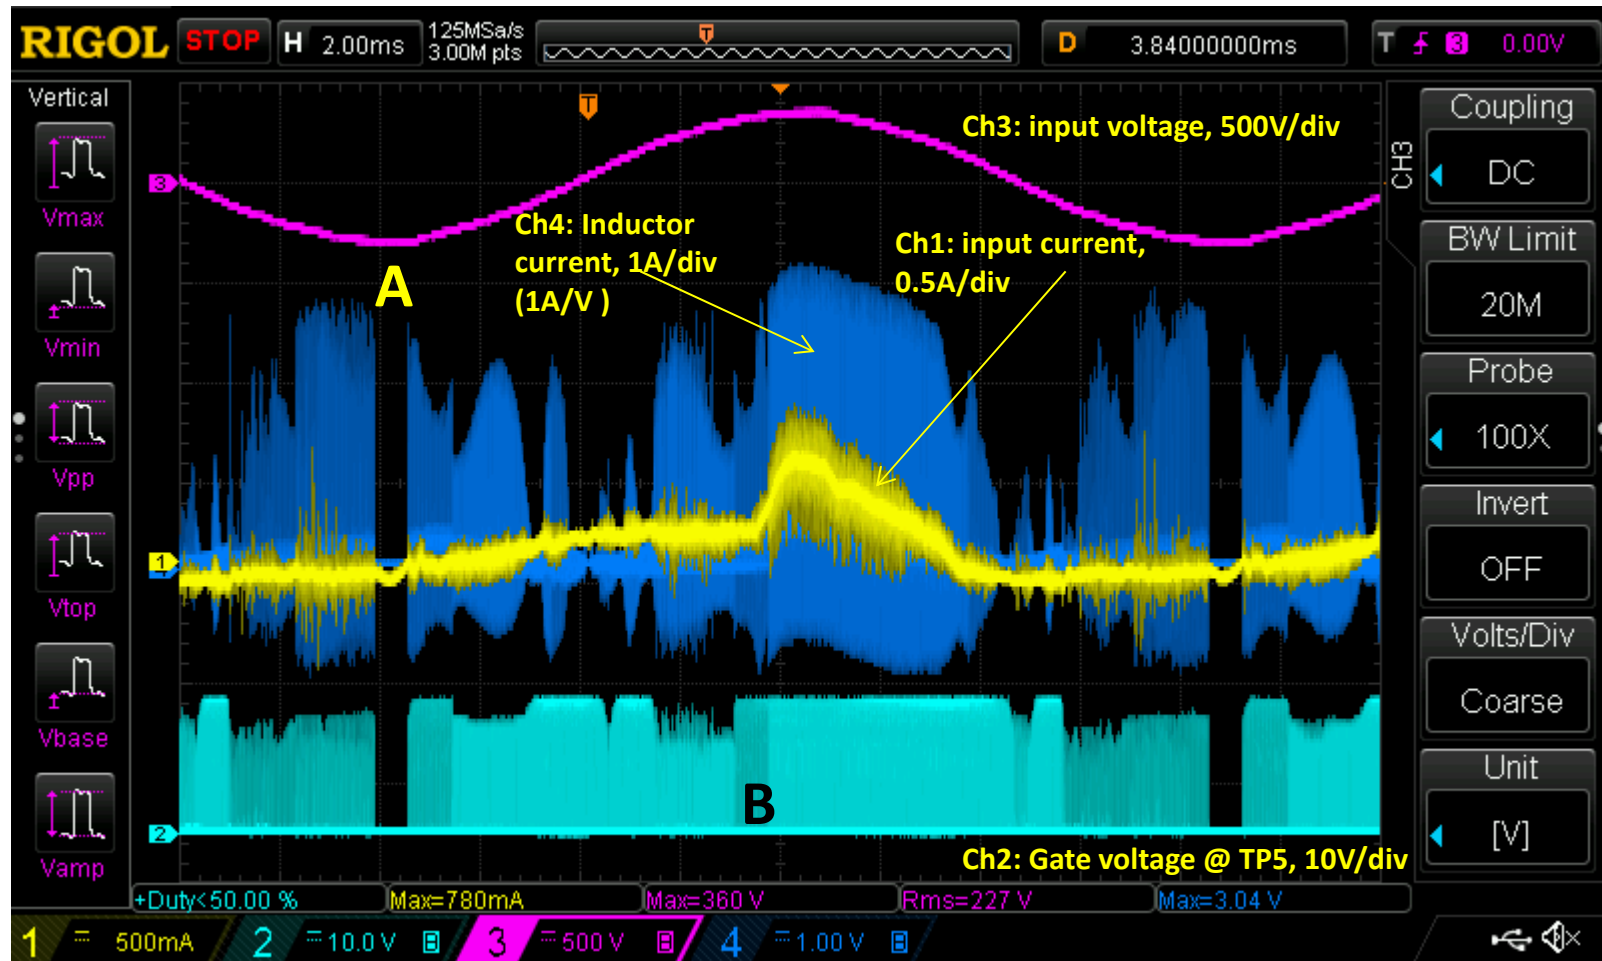 RIGOL STOP H 2.00ms 125MSa/s D 3.84000000ms T 3 0.00V
3.00M pts
T
Vertical
Vmax
Vmin
Vpp
Vtop
Vbase
Vamp
T
3
1
2
Ch3: input voltage, 500V/div
Ch4: Inductor
current, 1A/div
(1A/V )
Ch1: input current,
0.5A/div
A
B
Ch2: Gate voltage @ TP5, 10V/div
CH3
Coupling
DC
BW Limit
20M
Probe
100X
Invert
OFF
Volts/Div
Coarse
Unit
[V]
+Duty<50.00 % Max=780mA Max=360 V Rms=227 V Max=3.04 V
1 = 500mA 2 =10.0 V B 3 =500 V B 4 =1.00 V B